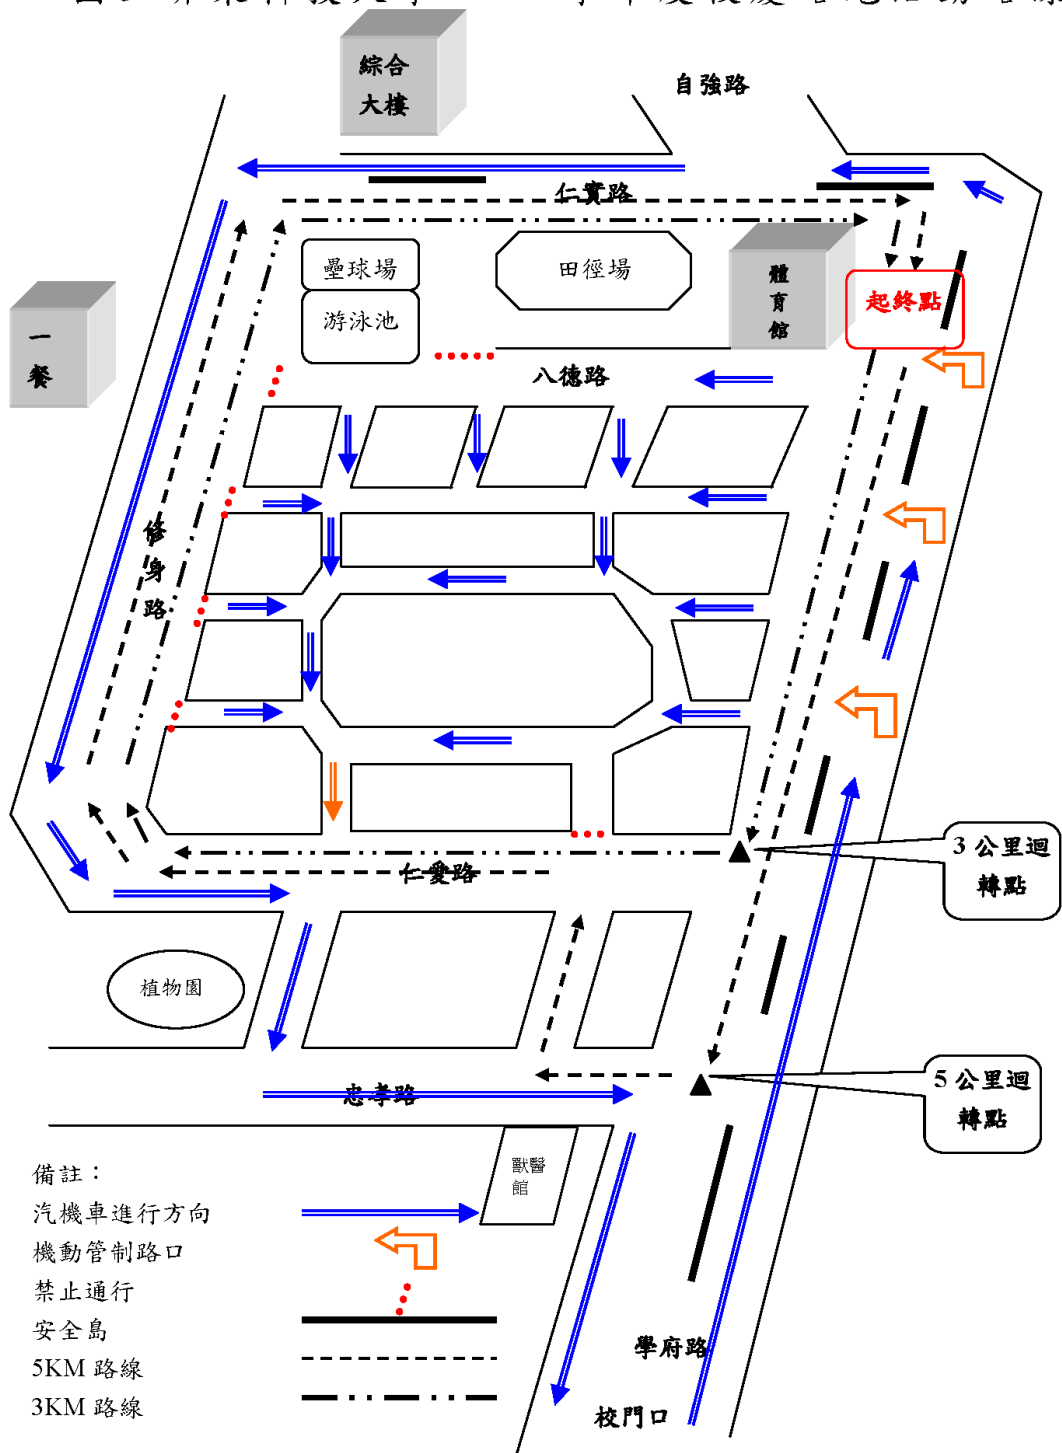 綜合
大樓
自強路
仁實路
壘球場
田徑場
體
育
館
起終點
游泳池
一
餐
八德路
修
身
路
3 公里迴
轉點
仁愛路
植物園
5 公里迴
轉點
忠孝路
獸醫
館
備註：
汽機車進行方向
機動管制路口
禁止通行
安全島
5KM 路線
3KM 路線
學府路
校門口